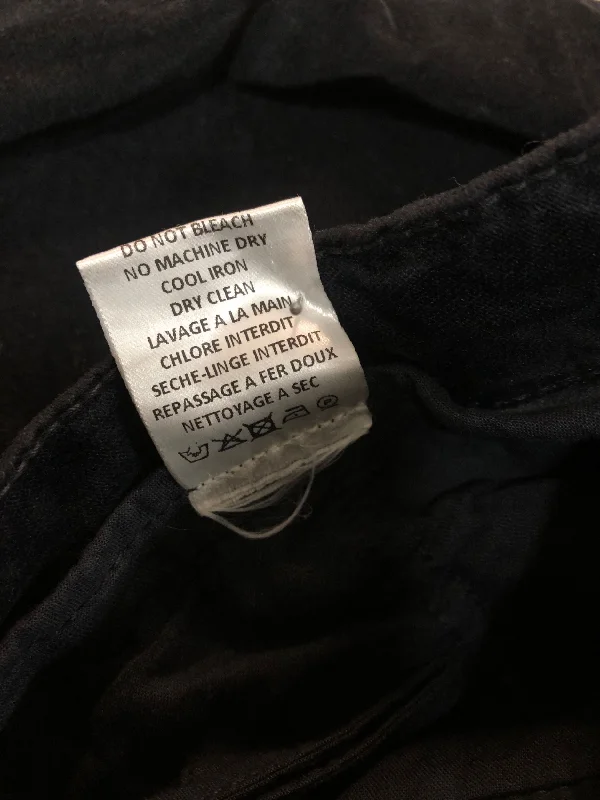 DO NOT BLEACH
NO MACHINE DRY
COOL IRON
DRY CLEAN
LAVAGE A LA MAIN
CHLORE INTERDIT
SECHE-LINGE INTERDIT
REPASSAGE A FER DOUX
NETTOYAGE A SEC